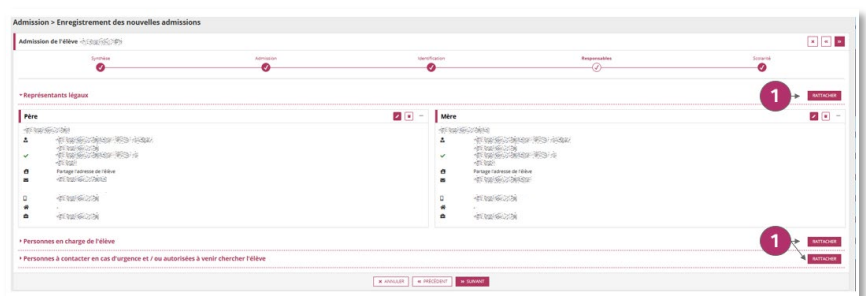 Admission > Enregistrement des nouvelles admissions
Admission de l'élève
Synthèse Admission Identification Responsables Scolarité
Représentants légaux 1 RATTACHER
Père Mère
Partage l'adresse de l'élève Partage l'adresse de l'élève
Personnes en charge de l'élève 1 RATTACHER
Personnes à contacter en cas d'urgence et / ou autorisées à venir chercher l'élève RATTACHER
ANNULER PRÉCÉDENT SUIVANT